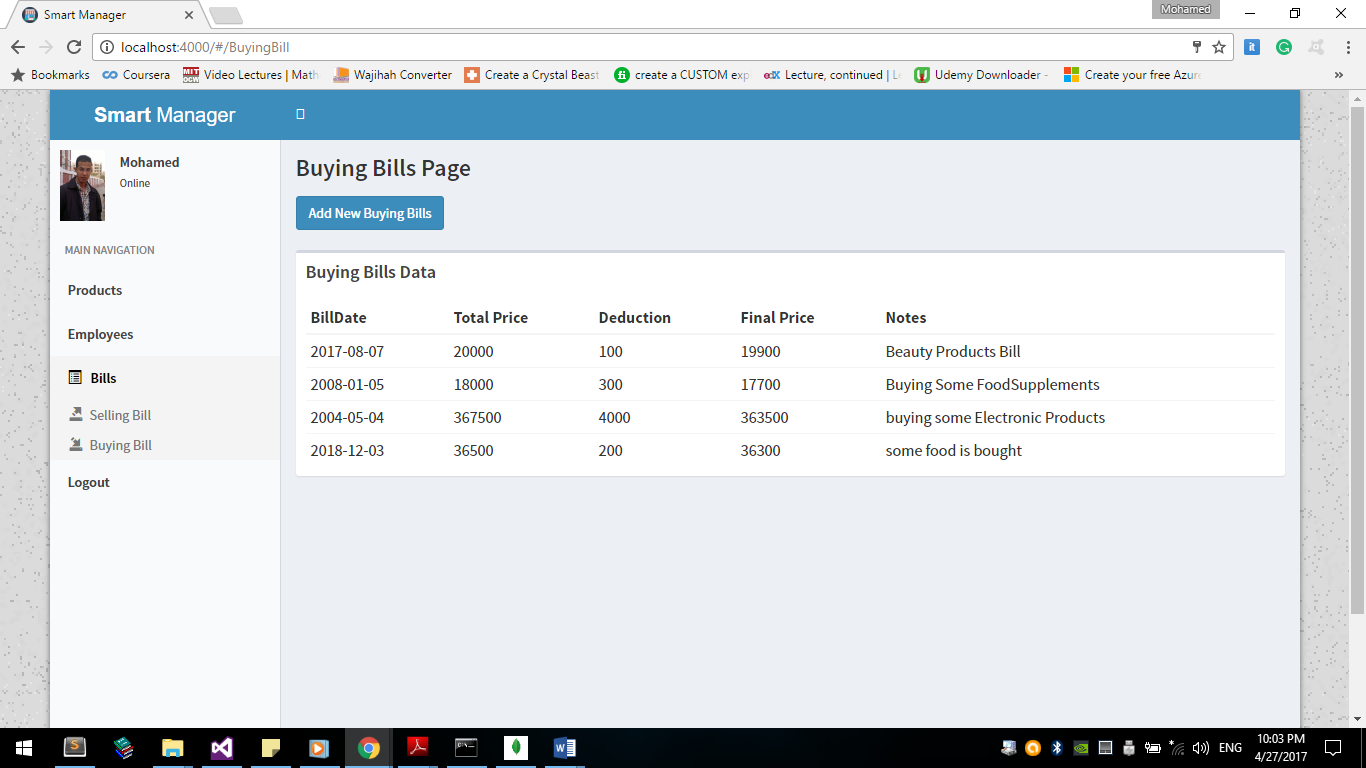 Smart Manager
Mohamed
localhost:4000/#/BuyingBill
Bookmarks
Coursera
Video Lectures | Math
Wajihah Converter
Create a Crystal Beast
create a CUSTOM exp
Lecture, continued | Le
Udemy Downloader -
Create your free Azure
»
Smart Manager
Mohamed
Online
MAIN NAVIGATION
Products
Employees
Bills
Selling Bill
Buying Bill
Logout
Buying Bills Page
Add New Buying Bills
Buying Bills Data
BillDate Total Price Deduction Final Price Notes
2017-08-07 20000 100 19900 Beauty Products Bill
2008-01-05 18000 300 17700 Buying Some FoodSupplements
2004-05-04 367500 4000 363500 buying some Electronic Products
2018-12-03 36500 200 36300 some food is bought
ENG
10:03 PM
4/27/2017